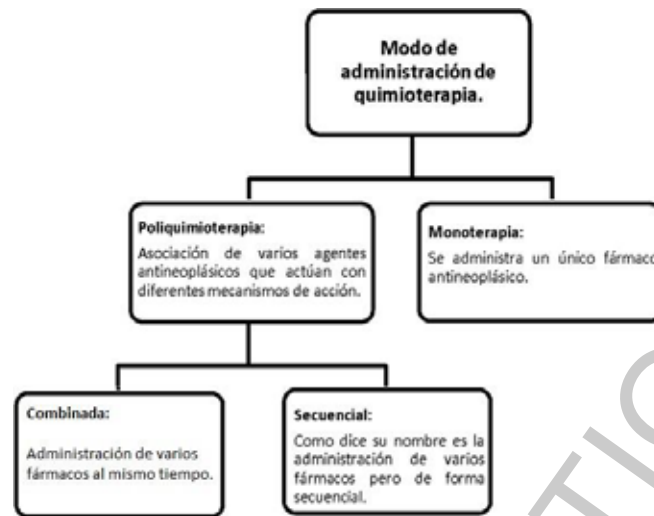 Modo de
administración de
quimioterapia.
Poliquimioterapia:
Asociación de varios agentes
antineoplásicos que actúan con
diferentes mecanismos de acción.
Monoterapia:
Se administra un único fármaco
antineoplásico.
Combinada:
Administración de varios
fármacos al mismo tiempo.
Secuencial:
Como dice su nombre es la
administración de varios
fármacos pero de forma
secuencial.